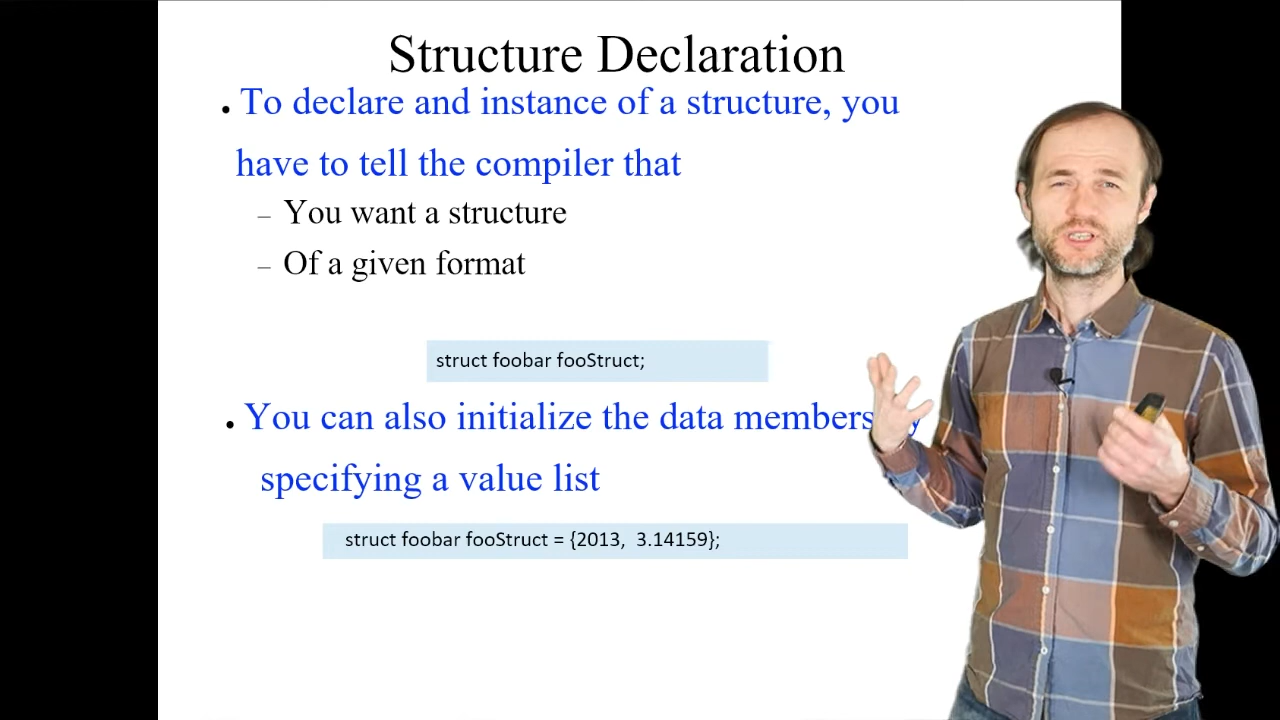 Structure Declaration
• To declare and instance of a structure, you
have to tell the compiler that
– You want a structure
– Of a given format
struct foobar fooStruct;
• You can also initialize the data members
specifying a value list
struct foobar fooStruct = {2013, 3.14159};